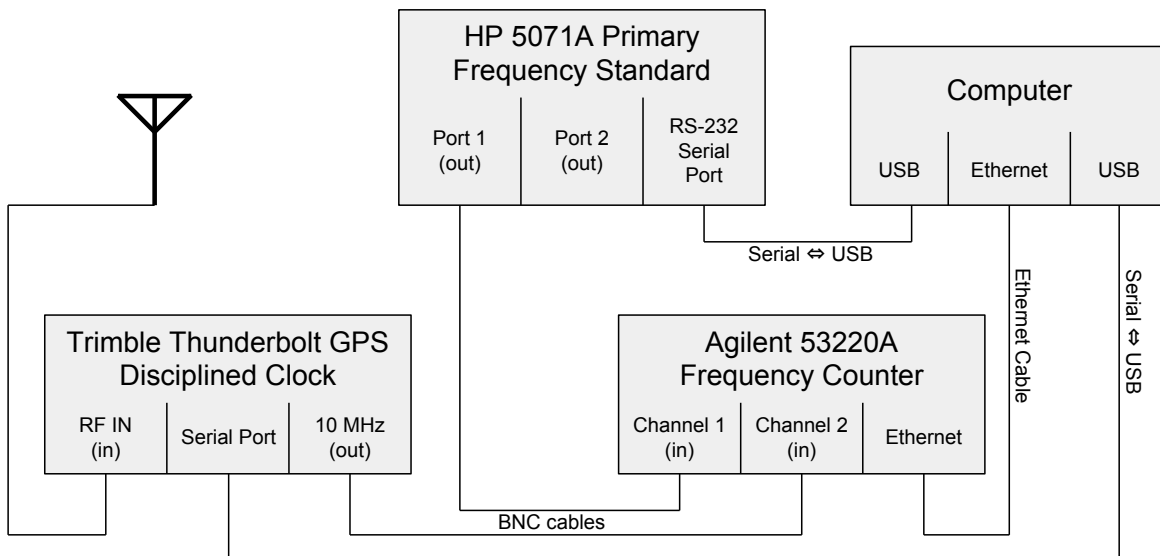 HP 5071A Primary
Frequency Standard
Port 1
(out)
Port 2
(out)
RS-232
Serial
Port
Computer
USB
Ethernet
USB
Serial ⇔ USB
Ethernet Cable
Serial ⇔ USB
Trimble Thunderbolt GPS
Disciplined Clock
RF IN
(in)
Serial Port
10 MHz
(out)
Agilent 53220A
Frequency Counter
Channel 1
(in)
Channel 2
(in)
Ethernet
BNC cables